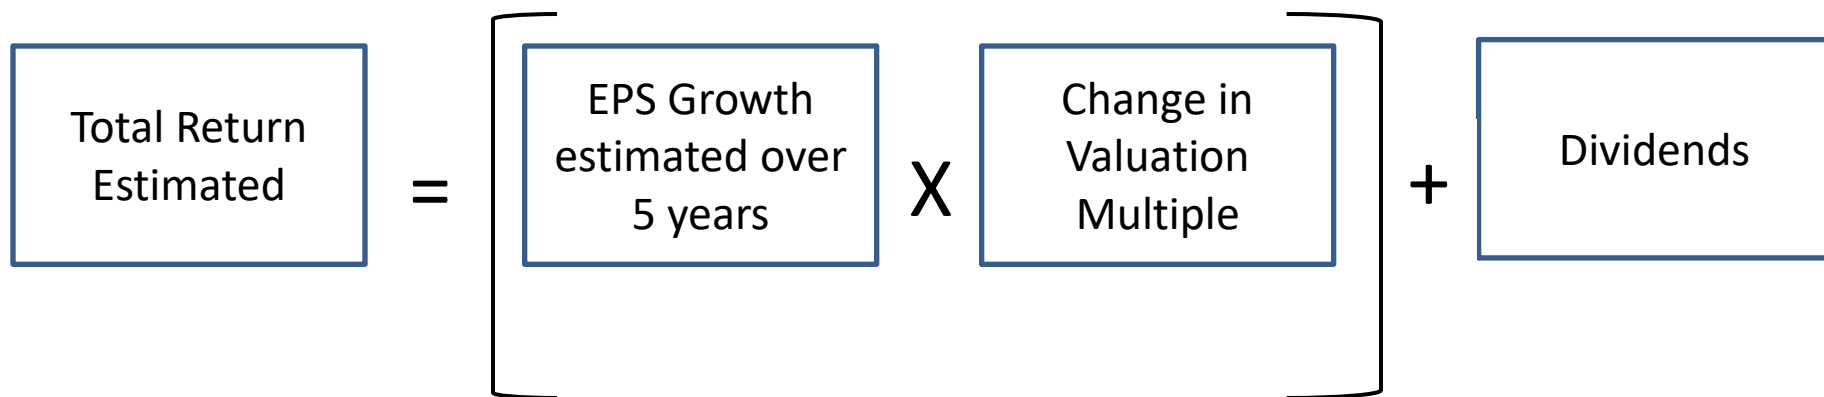 Total Return
Estimated
=
EPS Growth
estimated over
5 years
X
Change in
Valuation
Multiple
+
Dividends